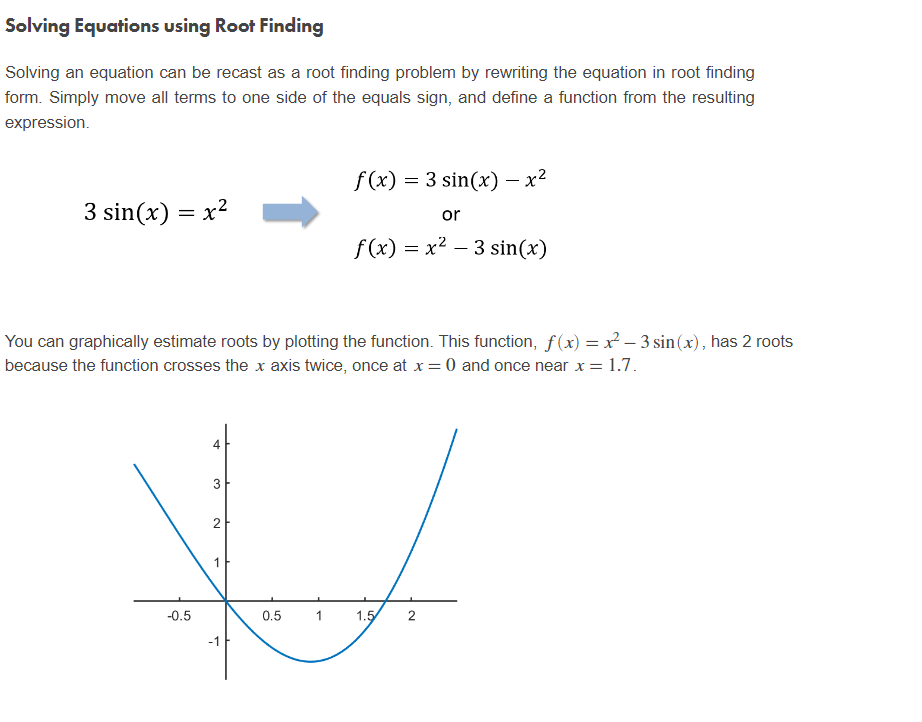 Solving Equations using Root Finding
Solving an equation can be recast as a root finding problem by rewriting the equation in root finding
form. Simply move all terms to one side of the equals sign, and define a function from the resulting
expression.
f(x) = 3 sin(x) − x²
3 sin(x) = x²
or
f(x) = x² − 3 sin(x)
You can graphically estimate roots by plotting the function. This function, f(x) = x² − 3 sin(x), has 2 roots
because the function crosses the x axis twice, once at x = 0 and once near x = 1.7.
4
3
2
1
-0.5 0.5 1 1.5 2
-1